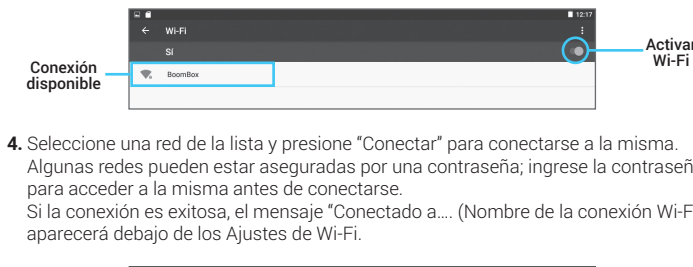 12:17
Wi-Fi
Sí
Activar
Wi-Fi
Conexión
disponible
BoomBox
4. Seleccione una red de la lista y presione "Conectar" para conectarse a la misma.
Algunas redes pueden estar aseguradas por una contraseña; ingrese la contraseñ
para acceder a la misma antes de conectarse.
Si la conexión es exitosa, el mensaje "Conectado a.... (Nombre de la conexión Wi-F
aparecerá debajo de los Ajustes de Wi-Fi.